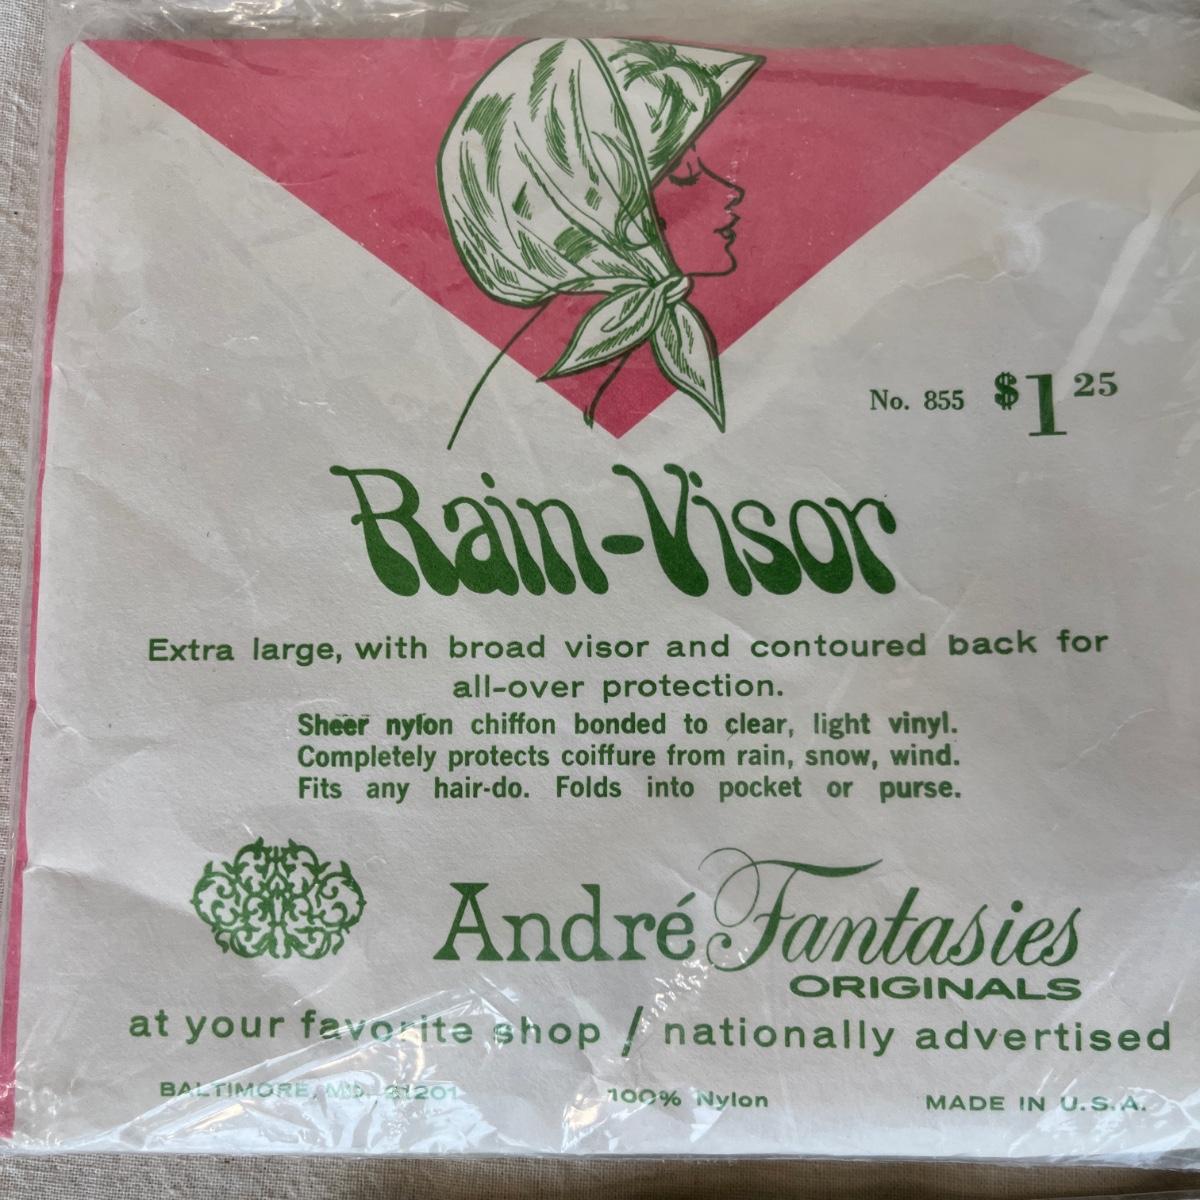 No. 855 $1 25
Rain-Visor
Extra large, with broad visor and contoured back for
all-over protection.
Sheer nylon chiffon bonded to clear, light vinyl.
Completely protects coiffure from rain, snow, wind.
Fits any hair-do. Folds into pocket or purse.
André Fantasies
ORIGINALS
at your favorite shop / nationally advertised
BALTIMORE, MD. 21201 100% Nylon MADE IN U.S.A.